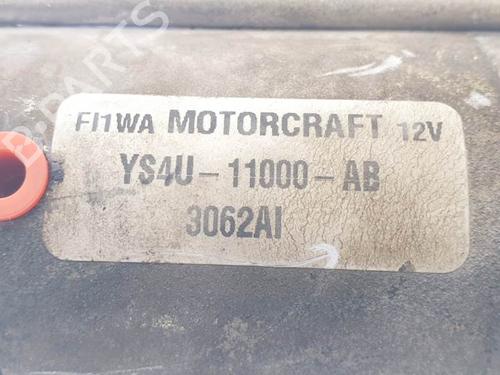 FI1WA MOTORCRAFT 12V
YS4U-11000-AB
3062AI